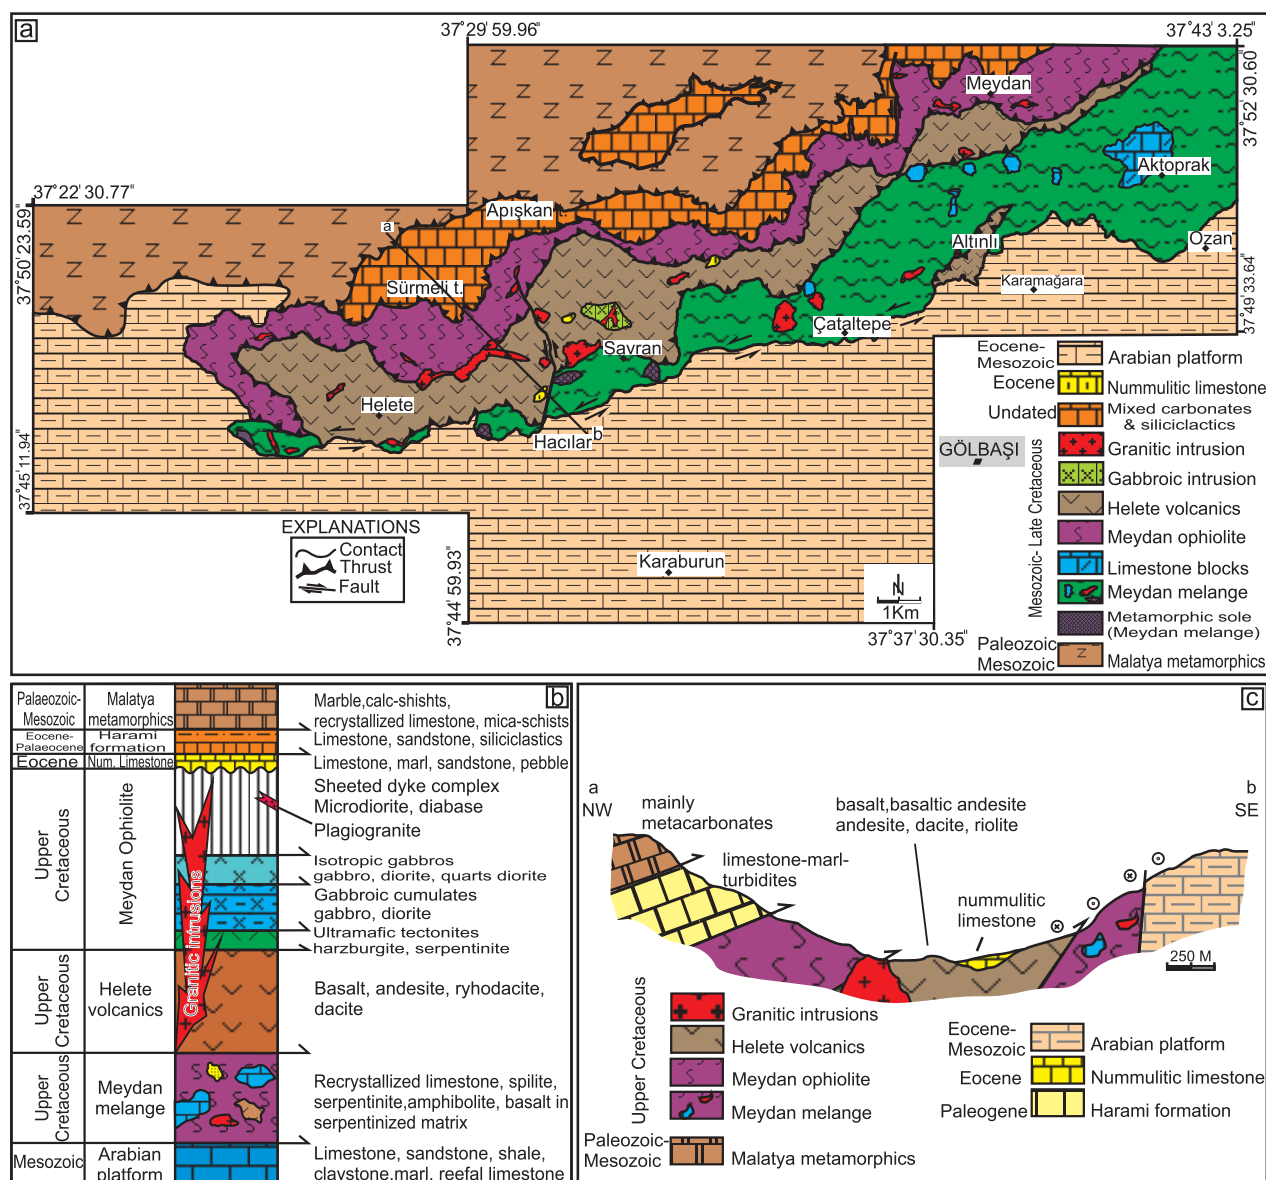 a
37°29'59.96"
37°43'3.25"
37°52'30.60"
37°22'30.77"
37°50'23.59"
37°49'33.64"
37°45'11.94"
37°44'59.93"
37°37'30.35"
Meydan
Aktoprak
Apışkan t.
a
Altınlı
Ozan
Sürmeli t.
Karamağara
Çataltepe
Savran
Helete
Hacılar
b
GÖLBAŞI
Karaburun
N
1Km
EXPLANATIONS
Contact
Thrust
Fault
Eocene-
Mesozoic
Arabian platform
Eocene
Nummulitic limestone
Undated
Mixed carbonates
& siliciclactics
Mesozoic- Late Cretaceous
Granitic intrusion
Gabbroic intrusion
Helete volcanics
Meydan ophiolite
Limestone blocks
Meydan melange
Metamorphic sole
(Meydan melange)
Paleozoic
Mesozoic
Malatya metamorphics
b
Palaeozoic-
Mesozoic
Malatya
metamorphics
Marble,calc-shishts,
recrystallized limestone, mica-schists
Eocene-
Palaeocene
Harami
formation
Limestone, sandstone, siliciclastics
Eocene
Num. Limestone
Limestone, marl, sandstone, pebble
Upper
Cretaceous
Meydan Ophiolite
Sheeted dyke complex
Microdiorite, diabase
Plagiogranite
Isotropic gabbros
gabbro, diorite, quarts diorite
Gabbroic cumulates
gabbro, diorite
Ultramafic tectonites
harzburgite, serpentinite
Granitic intrusions
Upper
Cretaceous
Helete
volcanics
Basalt, andesite, ryhodacite,
dacite
Upper
Cretaceous
Meydan
melange
Recrystallized limestone, spilite,
serpentinite,amphibolite, basalt in
serpentinized matrix
Mesozoic
Arabian
platform
Limestone, sandstone, shale,
claystone,marl, reefal limestone
c
a
NW
b
SE
mainly
metacarbonates
limestone-marl-
turbidites
basalt,basaltic andesite
andesite, dacite, riolite
nummulitic
limestone
250 M
Upper Cretaceous
Granitic intrusions
Helete volcanics
Meydan ophiolite
Meydan melange
Paleozoic-
Mesozoic
Malatya metamorphics
Eocene-
Mesozoic
Arabian platform
Eocene
Nummulitic limestone
Paleogene
Harami formation